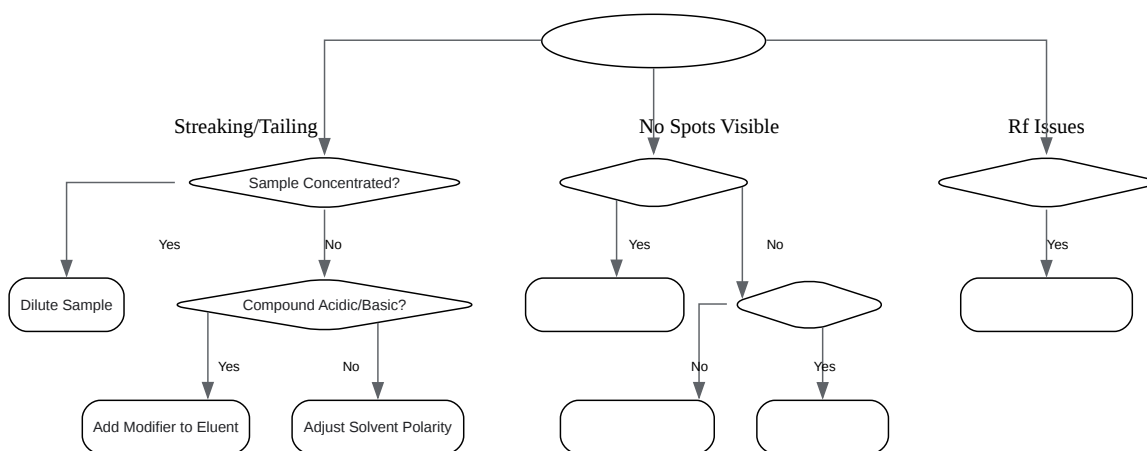 Streaking/Tailing
No Spots Visible
Rf Issues
Sample Concentrated?
Yes
No
Yes
No
Yes
Dilute Sample
Compound Acidic/Basic?
Yes
No
No
Yes
Add Modifier to Eluent
Adjust Solvent Polarity